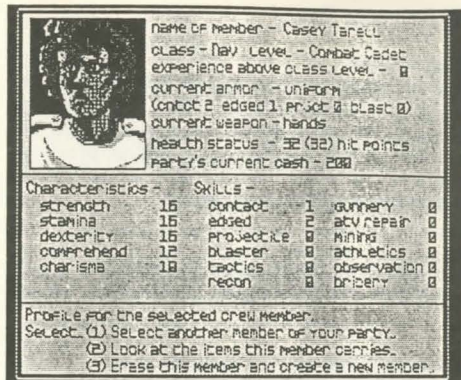 name of member - Casey Tarell
class - Nav Level - Combat Cadet
experience above class level - 0
current armor - uniform
(cntct 2 edged 1 prjct 0 blast 0)
current weapon - hands
health status - 32 (32) hit points
party's current cash - 200
Characteristics - Skills -
strength 16 contact 1 gunnery 0
stamina 16 edged 2 atv repair 0
dexterity 16 projectile 0 mining 0
comprehend 12 blaster 0 athletics 0
charisma 18 tactics 0 observation 0
recon 0 bribery 0
Profile for the selected crew member.
Select (1) Select another member of your party.
(2) Look at the items this member carries.
(3) Erase this member and create a new member.